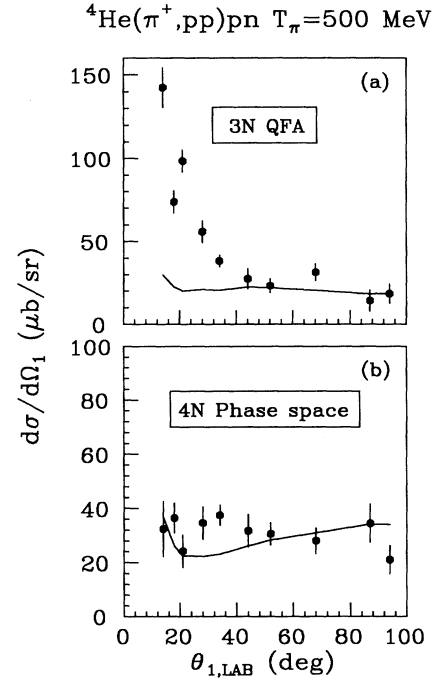 ⁴He(π⁺,pp)pn T_π=500 MeV
150
100
50
0
(a)
3N QFA
dσ/dΩ₁ (μb/sr)
100
80
60
40
20
0
(b)
4N Phase space
0 20 40 60 80 100
θ₁,LAB (deg)